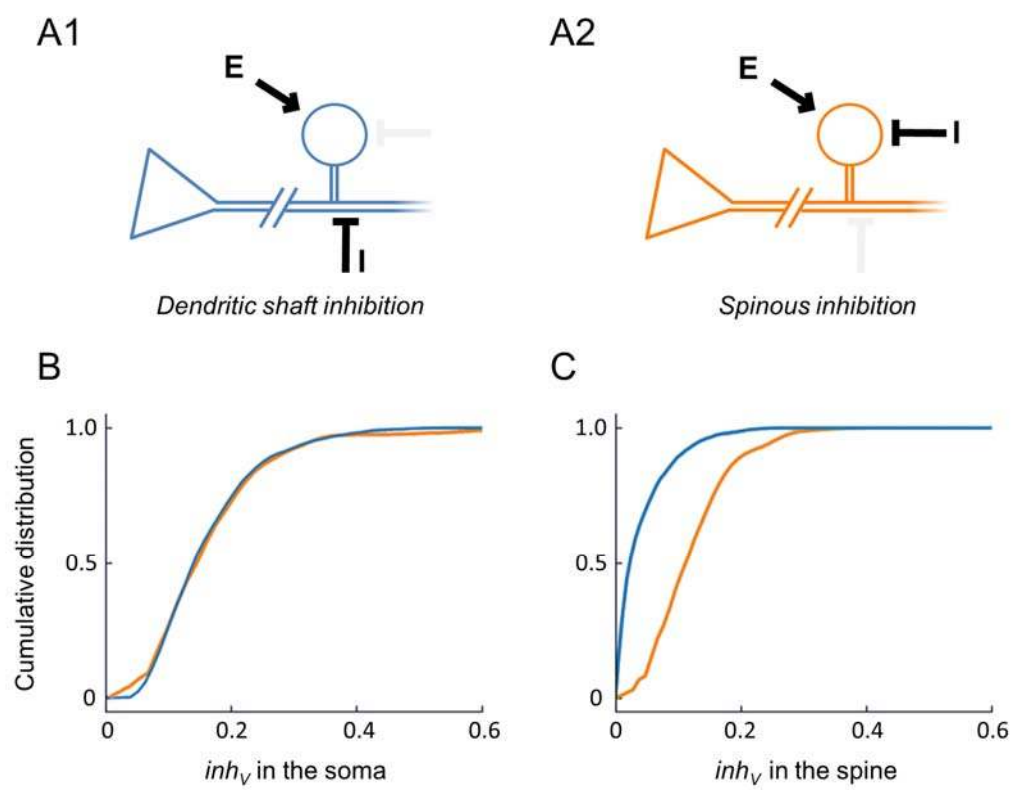 A1
A2
E
E
I
I
Dendritic shaft inhibition
Spinous inhibition
B
C
Cumulative distribution
1.0
0.5
0
0
0.2
0.4
0.6
inhV in the soma
1.0
0.5
0
0
0.2
0.4
0.6
inhV in the spine